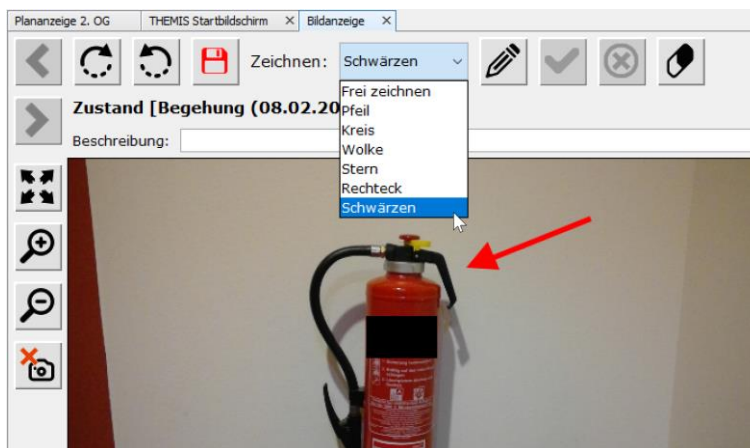 Plananzeige 2. OG THEMIS Startbildschirm Bildanzeige
Zeichnen: Schwärzen
Frei zeichnen
Pfeil
Kreis
Wolke
Stern
Rechteck
Schwärzen
Zustand [Begehung (08.02.20
Beschreibung: